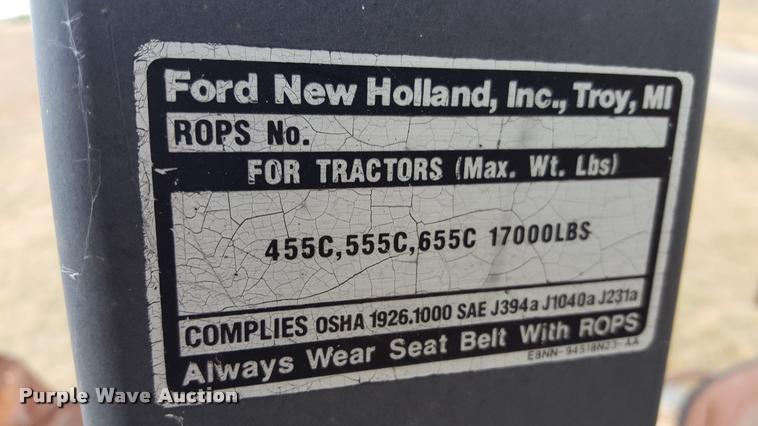 Ford New Holland, Inc., Troy, MI
ROPS No.
FOR TRACTORS (Max. Wt. Lbs)
455C,555C,655C 17000LBS
COMPLIES OSHA 1926.1000 SAE J394a J1040a J231a
Always Wear Seat Belt With ROPS
E8NN-94518N23-AA
Purple Wave Auction